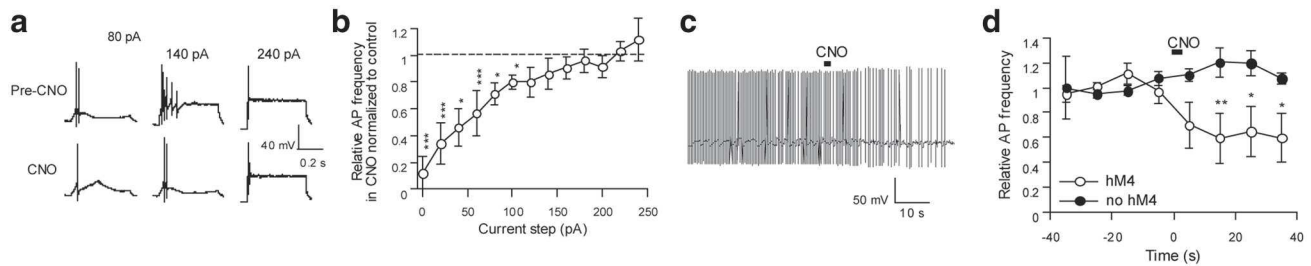 a
80 pA
140 pA
240 pA
Pre-CNO
40 mV
0.2 s
CNO
b
Relative AP frequency
in CNO normalized to control
1.2
1
0.8
0.6
0.4
0.2
0
***
***
*
***
*
*
0
50
100
150
200
250
Current step (pA)
c
CNO
50 mV
10 s
d
CNO
Relative AP frequency
1.4
1.2
1.0
0.8
0.6
0.4
0.2
0
**
*
*
hM4
no hM4
-40
-20
0
20
40
Time (s)